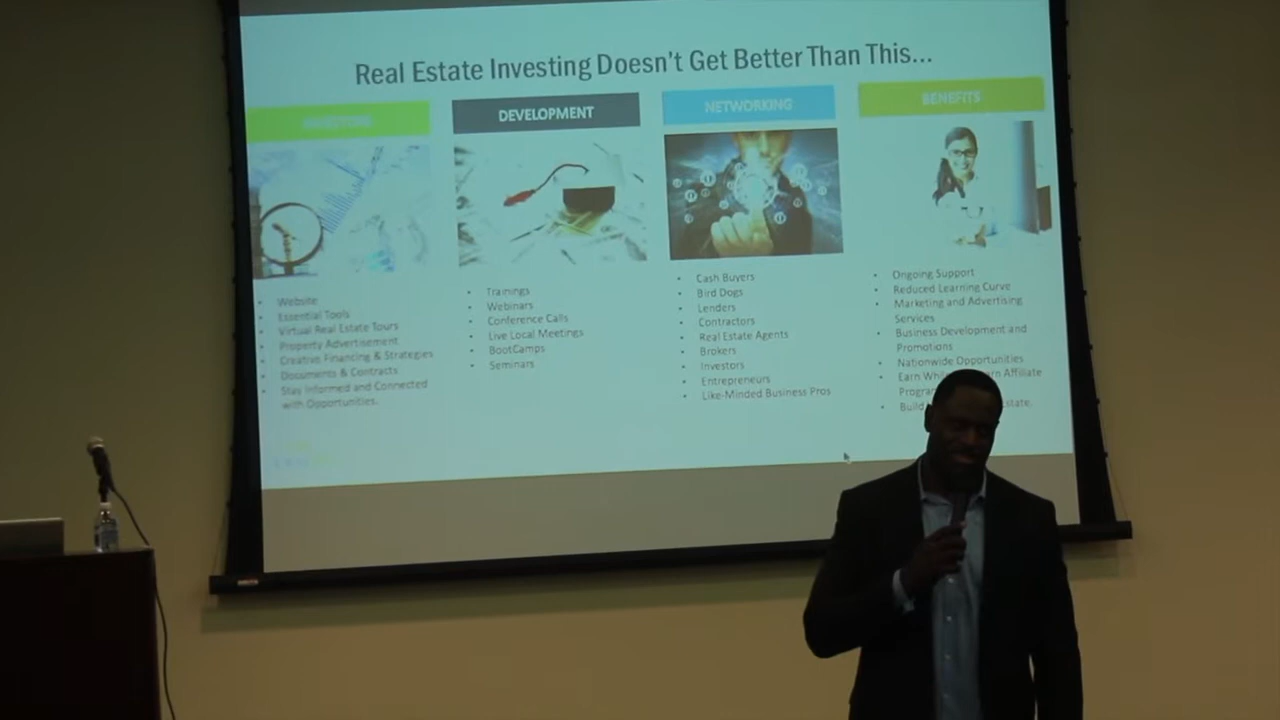 Real Estate Investing Doesn't Get Better Than This...
DEVELOPMENT
NETWORKING
BENEFITS
Website
Essential Tools
Virtual Real Estate Tours
Property Advertisement
Creative Financing & Strategies
Documents & Contracts
Stay Informed and Connected
with Opportunities.
Trainings
Webinars
Conference Calls
Live Local Meetings
BootCamps
Seminars
Cash Buyers
Bird Dogs
Lenders
Contractors
Real Estate Agents
Brokers
Investors
Entrepreneurs
Like-Minded Business Pros
Ongoing Support
Reduced Learning Curve
Marketing and Advertising
Services
Business Development and
Promotions
Nationwide Opportunities
Earn Affiliate
Build